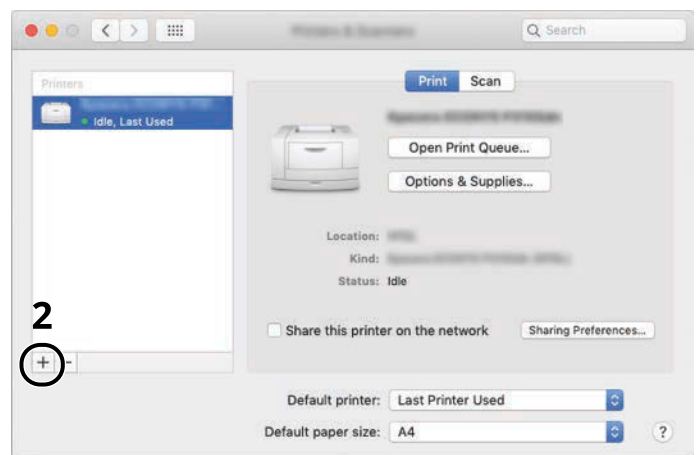 Search
Printers
Print Scan
Idle, Last Used
Open Print Queue...
Options & Supplies...
Location:
Kind:
Status: Idle
2
Share this printer on the network Sharing Preferences...
+ -
Default printer: Last Printer Used
Default paper size: A4 ?